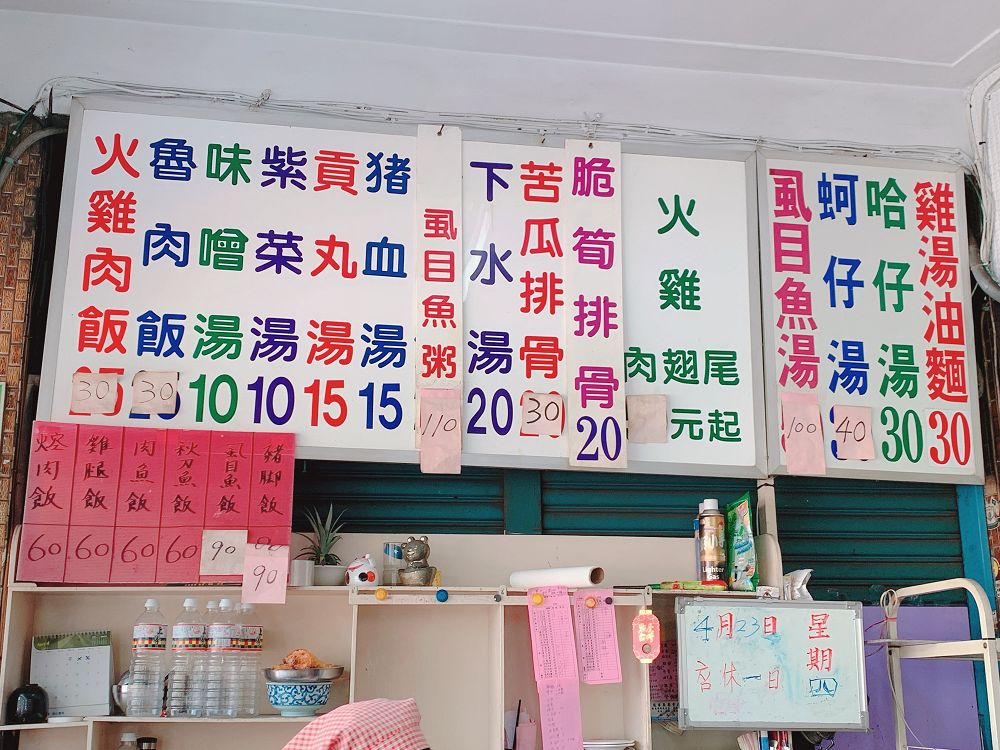 火雞肉飯 30
魯肉飯 30
味噌湯 10
紫菜湯 10
貢丸湯 15
猪血湯 15
虱目魚粥 110
下水湯 20
苦瓜排骨 30
脆筍排骨 20
火雞
肉翅尾
元起
虱目魚湯 100
蚵仔湯 40
哈仔湯 30
雞湯油麵 30
焢肉飯 60
雞腿飯 60
肉魚飯 60
秋刀魚飯 60
虱目魚飯 90
豬腳飯 90
Lighter
Gas
4月23日 星期四
店休一日